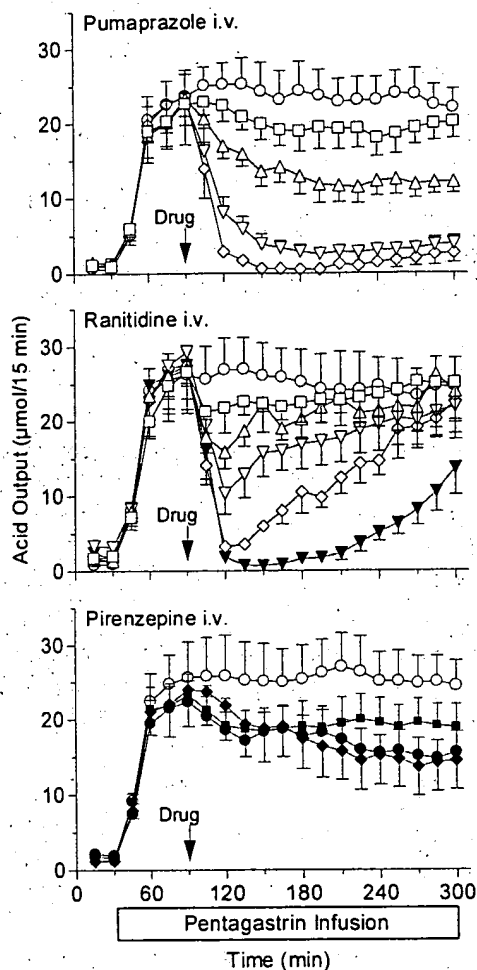 Pumaprazole i.v.
30
20
10
0
Drug
Ranitidine i.v.
30
20
10
0
Drug
Acid Output (µmol/15 min)
Pirenzepine i.v.
30
20
10
0
Drug
0 60 120 180 240 300
Pentagastrin Infusion
Time (min)